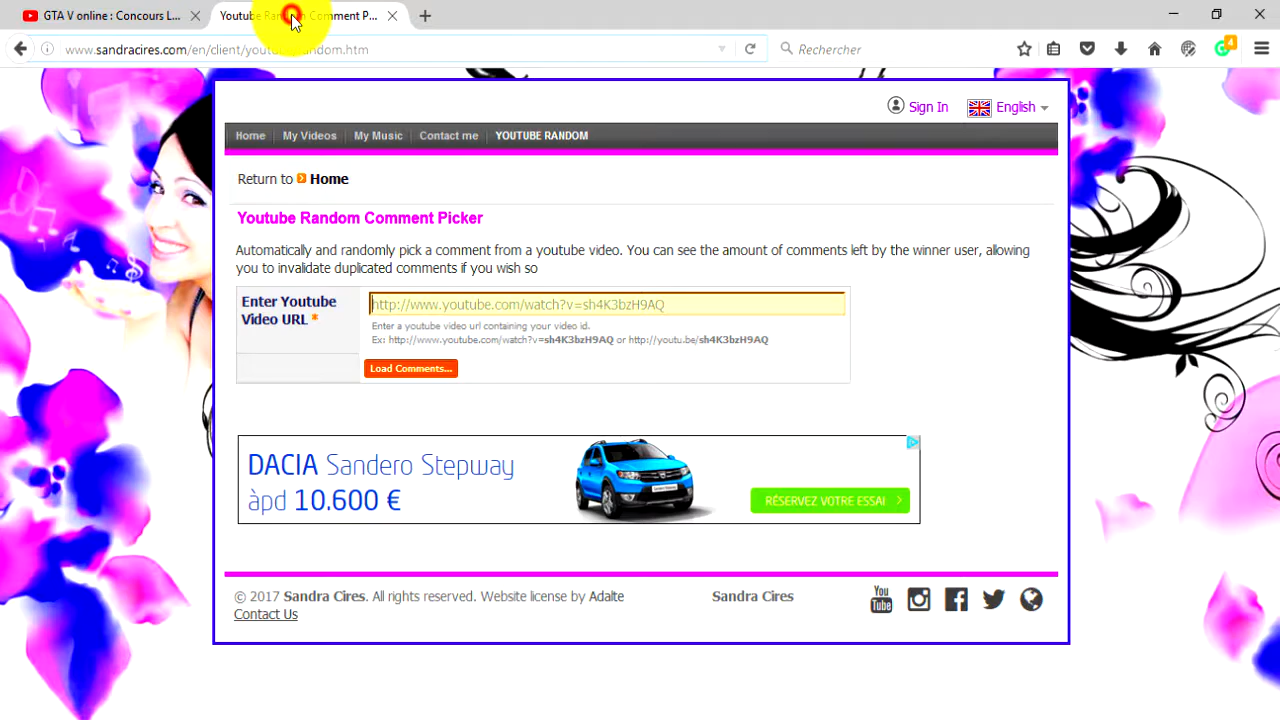 GTA V online : Concours L...
Youtube Random Comment P...
www.sandracires.com/en/client/youtube-random.htm
Rechercher
4
Sign In
English
Home
My Videos
My Music
Contact me
YOUTUBE RANDOM
Return to Home
Youtube Random Comment Picker
Automatically and randomly pick a comment from a youtube video. You can see the amount of comments left by the winner user, allowing
you to invalidate duplicated comments if you wish so
Enter Youtube
Video URL *
http://www.youtube.com/watch?v=sh4K3bzH9AQ
Enter a youtube video url containing your video id.
Ex: http://www.youtube.com/watch?v=sh4K3bzH9AQ or http://youtu.be/sh4K3bzH9AQ
Load Comments...
DACIA Sandero Stepway
àpd 10.600 €
RÉSERVEZ VOTRE ESSAI
© 2017 Sandra Cires. All rights reserved. Website license by Adalte
Contact Us
Sandra Cires
You
Tube